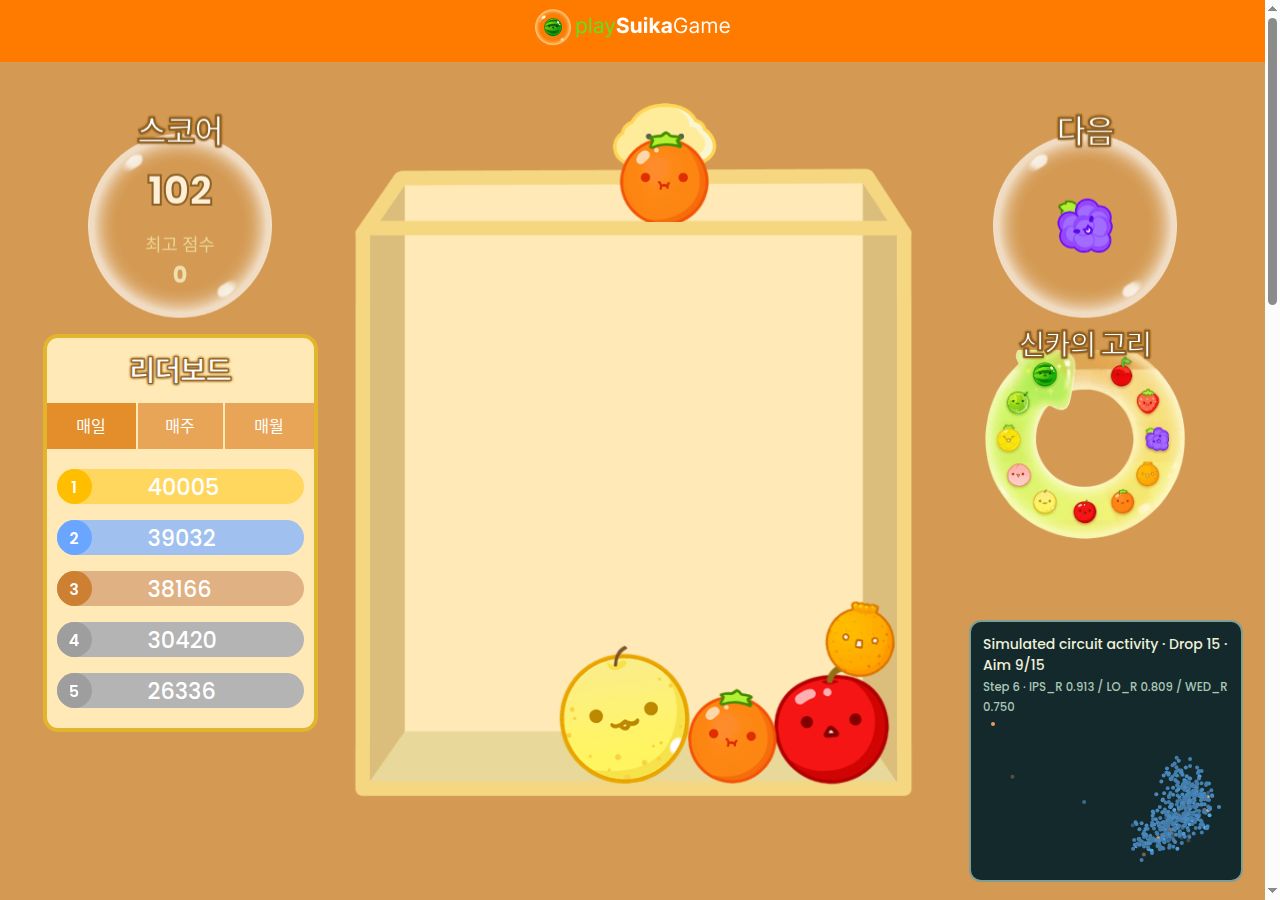 playSuikaGame
스코어
102
최고 점수
0
다음
신카의 고리
리더보드
매일 매주 매월
1 40005
2 39032
3 38166
4 30420
5 26336
Simulated circuit activity · Drop 15 ·
Aim 9/15
Step 6 · IPS_R 0.913 / LO_R 0.809 / WED_R
0.750